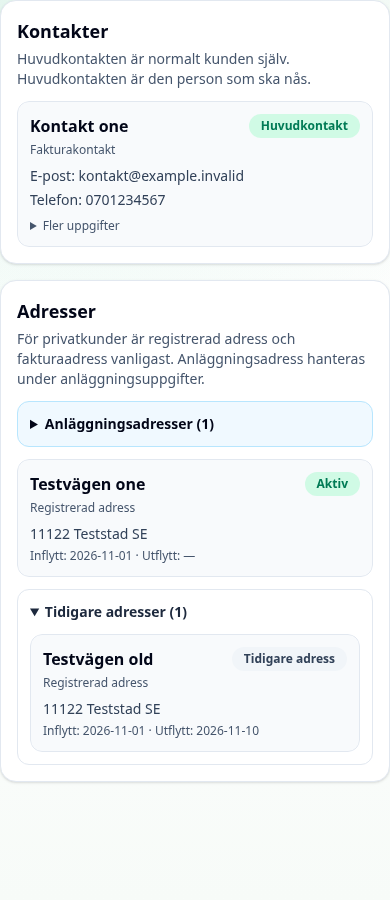 Kontakter
Huvudkontakten är normalt kunden själv.
Huvudkontakten är den person som ska nås.
Kontakt one
Huvudkontakt
Fakturakontakt
E-post: kontakt@example.invalid
Telefon: 0701234567
Fler uppgifter
Adresser
För privatkunder är registrerad adress och
fakturaadress vanligast. Anläggningsadress hanteras
under anläggningsuppgifter.
Anläggningsadresser (1)
Testvägen one
Aktiv
Registrerad adress
11122 Teststad SE
Inflytt: 2026-11-01 · Utflytt: —
Tidigare adresser (1)
Testvägen old
Tidigare adress
Registrerad adress
11122 Teststad SE
Inflytt: 2026-11-01 · Utflytt: 2026-11-10